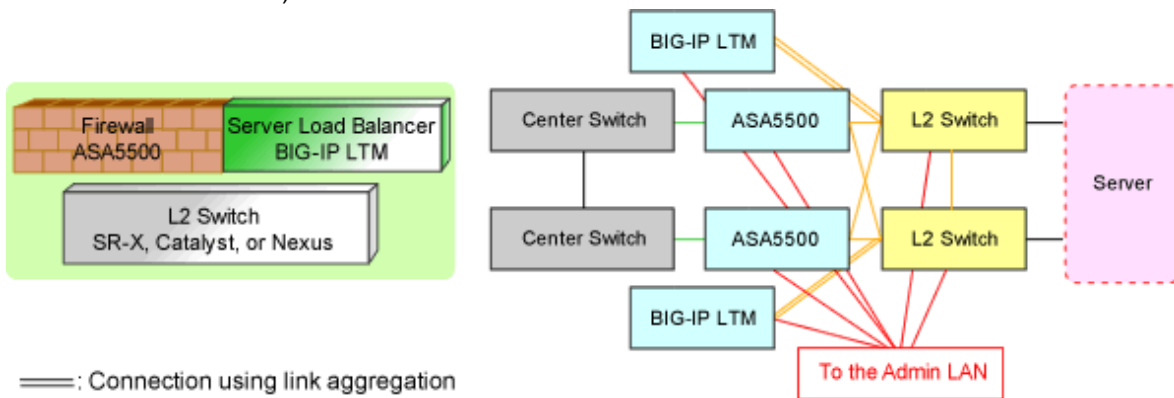 )
Firewall
ASA5500
Server Load Balancer
BIG-IP LTM
L2 Switch
SR-X, Catalyst, or Nexus
: Connection using link aggregation
BIG-IP LTM
Center Switch
ASA5500
L2 Switch
Server
Center Switch
ASA5500
L2 Switch
BIG-IP LTM
To the Admin LAN